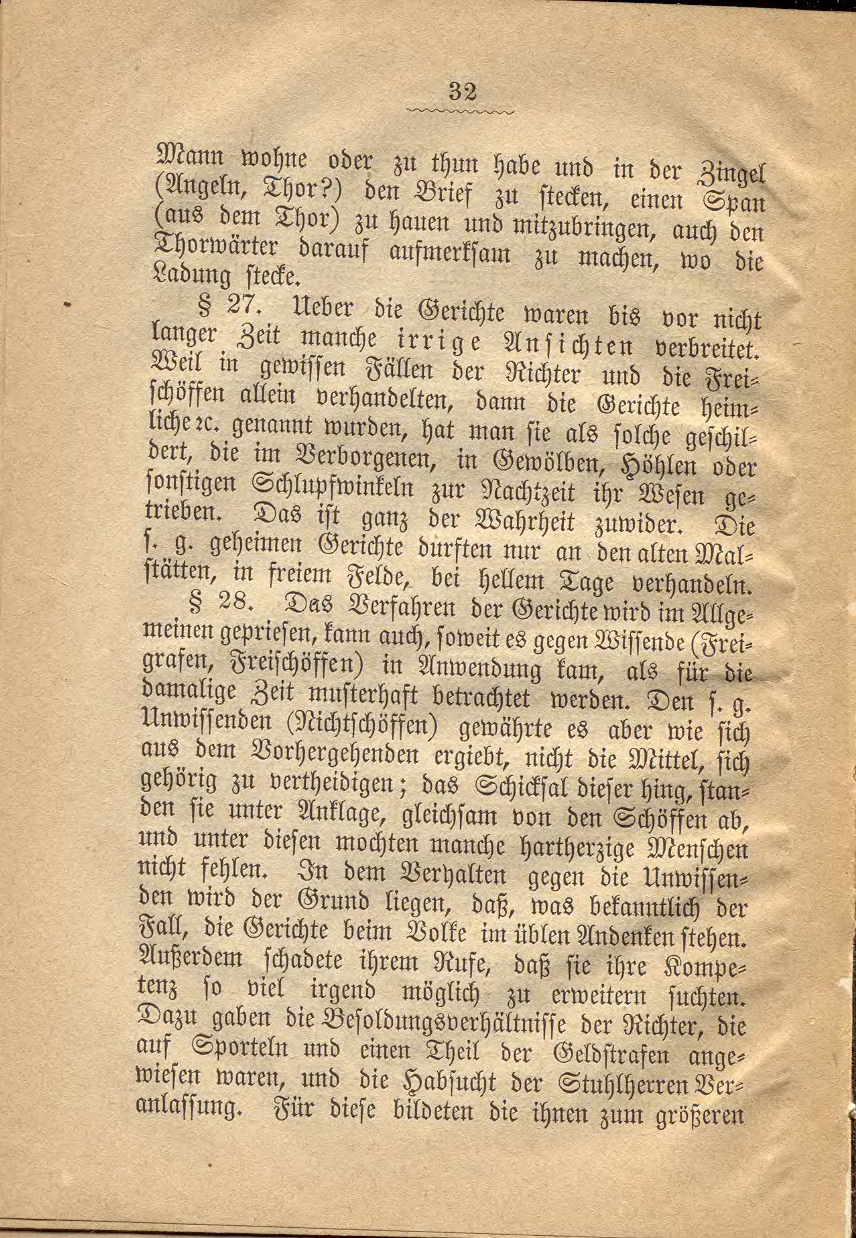 32
Mann wohne oder zu thun habe und in der Zingel
(Angeln, Thor?) den Brief zu stecken, einen Span
(aus dem Thor) zu hauen und mitzubringen, auch den
Thorwärter darauf aufmerksam zu machen, wo die
Ladung stecke.
§ 27. Ueber die Gerichte waren bis vor nicht
langer Zeit manche irrige Ansichten verbreitet.
Weil in gewissen Fällen der Richter und die Frei-
schöffen allein verhandelten, dann die Gerichte heim-
liche ꝛc. genannt wurden, hat man sie als solche geschil-
dert, die im Verborgenen, in Gewölben, Höhlen oder
sonstigen Schlupfwinkeln zur Nachtzeit ihr Wesen ge-
trieben. Das ist ganz der Wahrheit zuwider. Die
s. g. geheimen Gerichte durften nur an den alten Mal-
stätten, in freiem Felde, bei hellem Tage verhandeln.
§ 28. Das Verfahren der Gerichte wird im Allge-
meinen gepriesen, kann auch, soweit es gegen Wissende (Frei-
grafen, Freischöffen) in Anwendung kam, als für die
damalige Zeit musterhaft betrachtet werden. Den s. g.
Unwissenden (Nichtschöffen) gewährte es aber wie sich
aus dem Vorhergehenden ergiebt, nicht die Mittel, sich
gehörig zu vertheidigen; das Schicksal dieser hing, stan-
den sie unter Anklage, gleichsam von den Schöffen ab,
und unter diesen mochten manche hartherzige Menschen
nicht fehlen. In dem Verhalten gegen die Unwissen-
den wird der Grund liegen, daß, was bekanntlich der
Fall, die Gerichte beim Volke im üblen Andenken stehen.
Außerdem schadete ihrem Rufe, daß sie ihre Kompe-
tenz so viel irgend möglich zu erweitern suchten.
Dazu gaben die Besoldungsverhältnisse der Richter, die
auf Sporteln und einen Theil der Geldstrafen ange-
wiesen waren, und die Habsucht der Stuhlherren Ver-
anlassung. Für diese bildeten die ihnen zum größeren